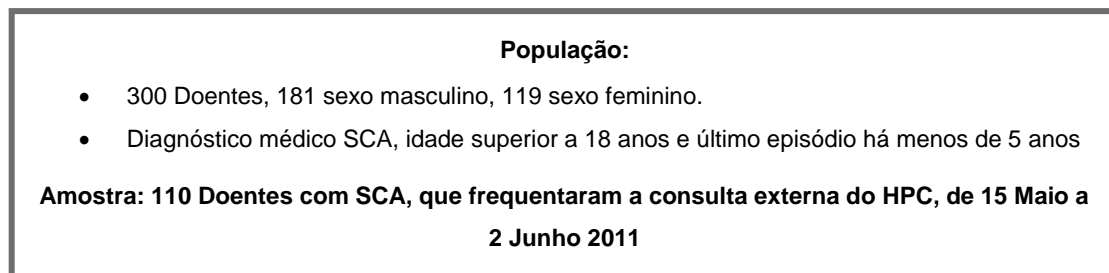 População:
• 300 Doentes, 181 sexo masculino, 119 sexo feminino.
• Diagnóstico médico SCA, idade superior a 18 anos e último episódio há menos de 5 anos
Amostra: 110 Doentes com SCA, que frequentaram a consulta externa do HPC, de 15 Maio a
2 Junho 2011